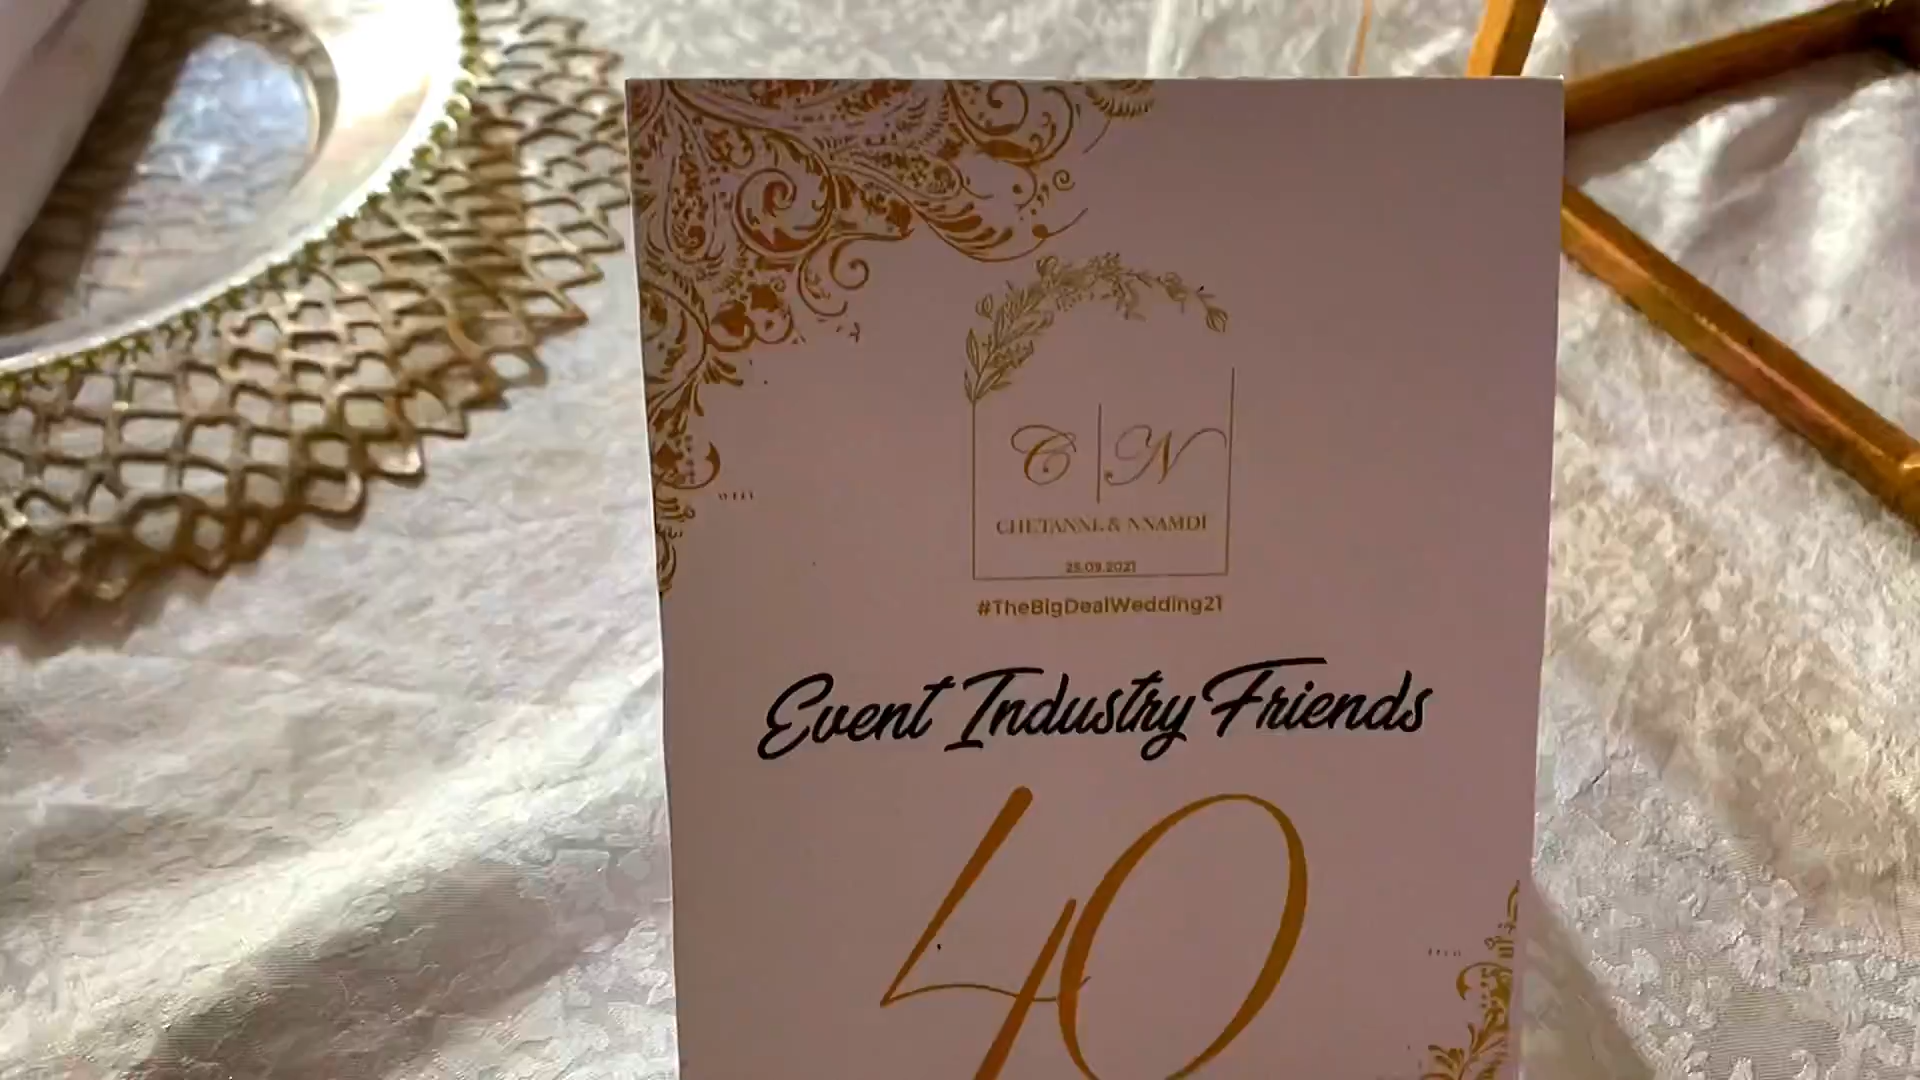 C | N
CHETANNE & NNAMDI
25.09.2021
#TheBigDealWedding21
Event Industry Friends
40